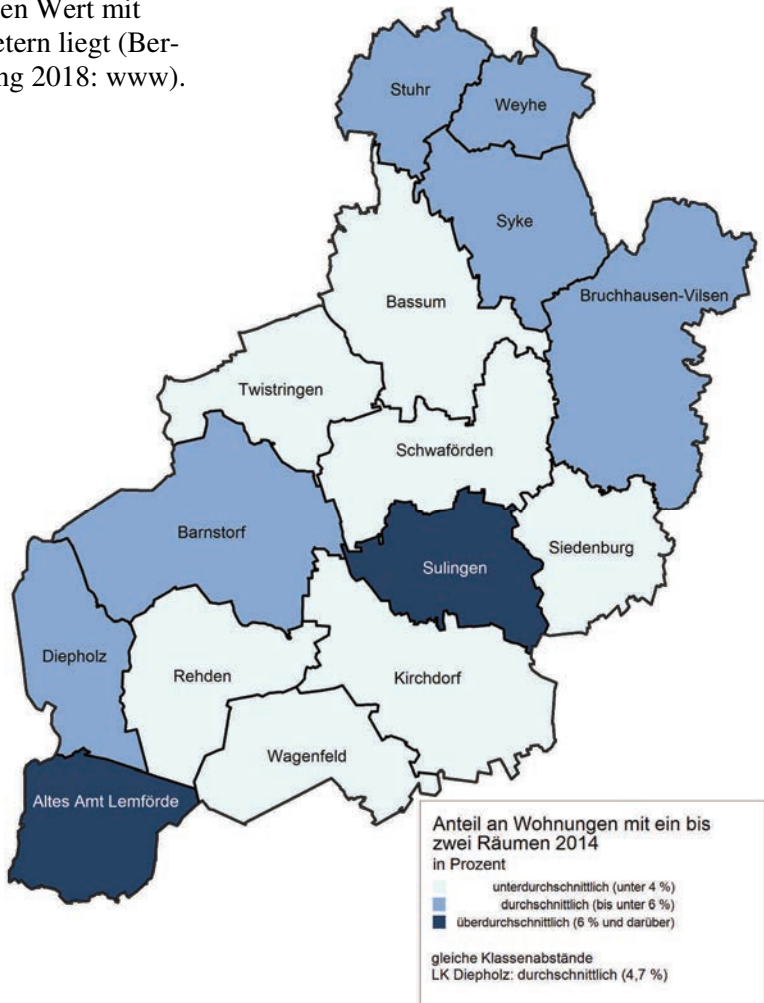 en Wert mit
etern liegt (Ber-
ng 2018: www).
Stuhr
Weyhe
Syke
Bruchhausen-Vilsen
Bassum
Twistringen
Schwaförden
Barnstorf
Siedenburg
Sulingen
Diepholz
Rehden
Kirchdorf
Wagenfeld
Altes Amt Lemförde
Anteil an Wohnungen mit ein bis
zwei Räumen 2014
in Prozent
unterdurchschnittlich (unter 4 %)
durchschnittlich (bis unter 6 %)
überdurchschnittlich (6 % und darüber)
gleiche Klassenabstände
LK Diepholz: durchschnittlich (4,7 %)